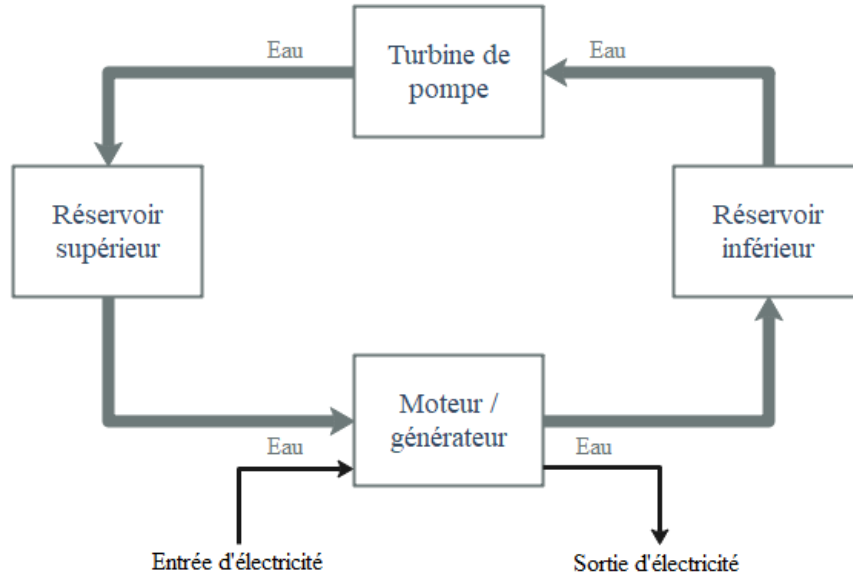 Eau
Turbine de
pompe
Eau
Réservoir
supérieur
Réservoir
inférieur
Moteur /
générateur
Eau
Eau
Entrée d'électricité
Sortie d'électricité